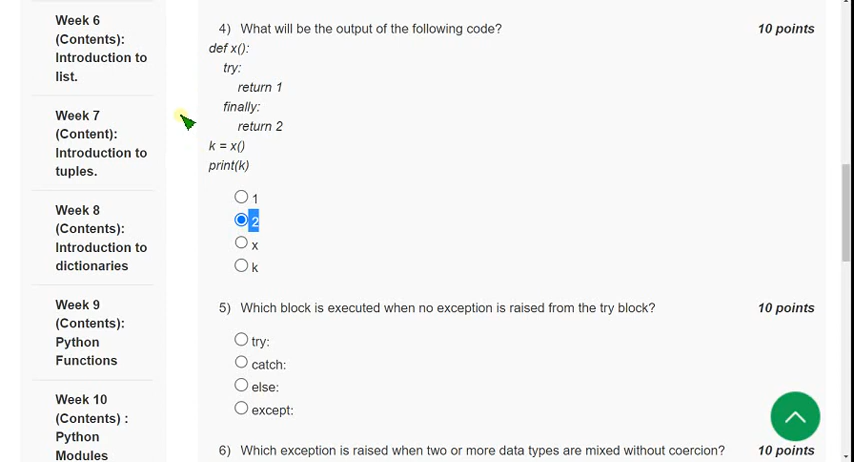 Week 6
(Contents):
Introduction to
list.
Week 7
(Content):
Introduction to
tuples.
Week 8
(Contents):
Introduction to
dictionaries
Week 9
(Contents):
Python
Functions
Week 10
(Contents) :
Python
Modules
4) What will be the output of the following code? 10 points
def x():
try:
return 1
finally:
return 2
k = x()
print(k)
1
2
x
k
5) Which block is executed when no exception is raised from the try block? 10 points
try:
catch:
else:
except:
6) Which exception is raised when two or more data types are mixed without coercion? 10 points